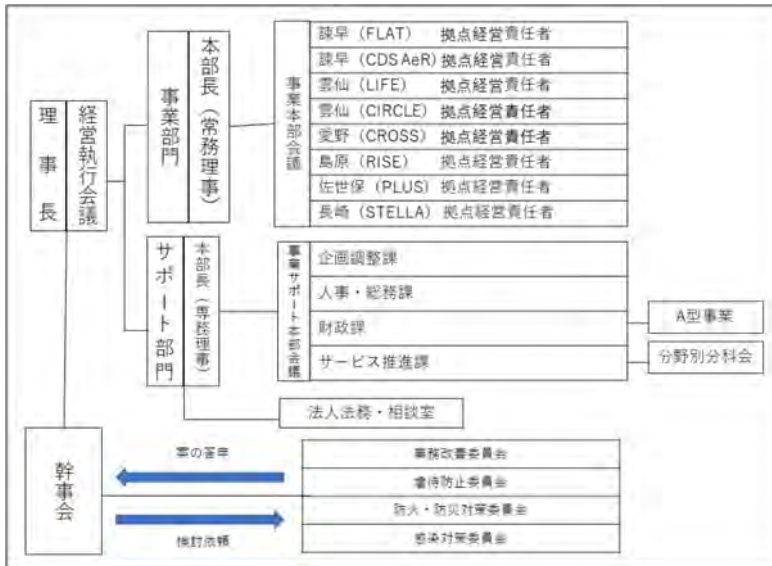 理事長
経営執行会議
事業部門
本部長（常務理事）
事業本部会議
諫早（FLAT） 拠点経営責任者
諫早（CDS AeR）拠点経営責任者
雲仙（LIFE） 拠点経営責任者
雲仙（CIRCLE） 拠点経営責任者
愛野（CROSS） 拠点経営責任者
島原（RISE） 拠点経営責任者
佐世保（PLUS） 拠点経営責任者
長崎（STELLA）拠点経営責任者
サポート部門
本部長（専務理事）
事業サポート本部会議
企画調整課
人事・総務課
財政課
サービス推進課
A型事業
分野別分科会
法人法務・相談室
幹事会
案の答申
検討依頼
業務改善委員会
虐待防止委員会
防火・防災対策委員会
感染対策委員会